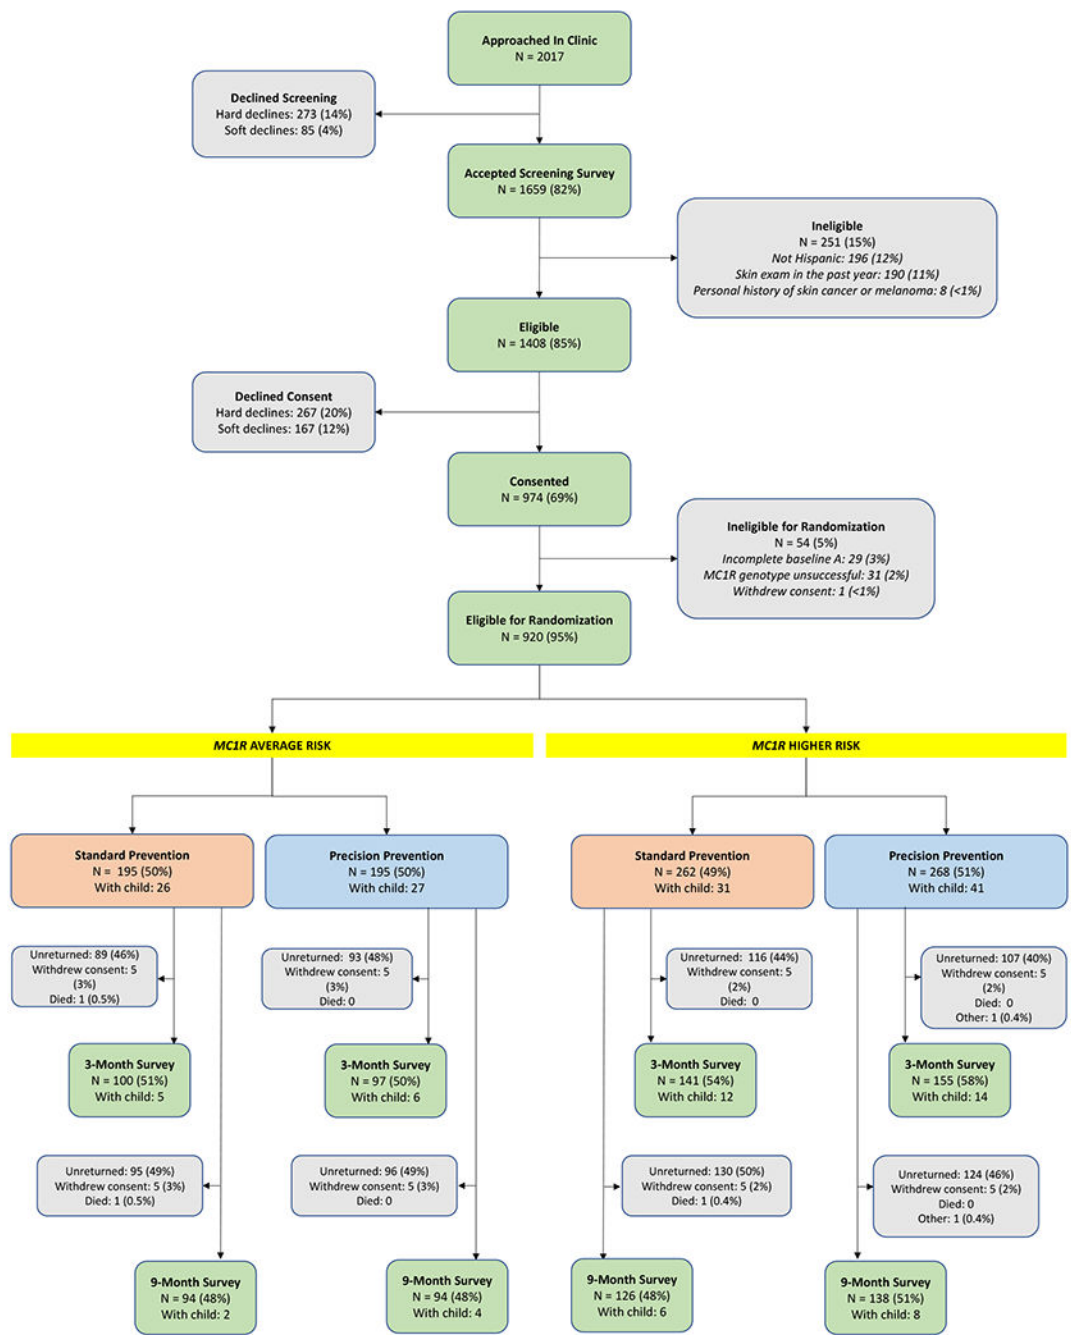 Approached In Clinic
N = 2017
Declined Screening
Hard declines: 273 (14%)
Soft declines: 85 (4%)
Accepted Screening Survey
N = 1659 (82%)
Ineligible
N = 251 (15%)
Not Hispanic: 196 (12%)
Skin exam in the past year: 190 (11%)
Personal history of skin cancer or melanoma: 8 (<1%)
Eligible
N = 1408 (85%)
Declined Consent
Hard declines: 267 (20%)
Soft declines: 167 (12%)
Consented
N = 974 (69%)
Ineligible for Randomization
N = 54 (5%)
Incomplete baseline A: 29 (3%)
MC1R genotype unsuccessful: 31 (2%)
Withdrew consent: 1 (<1%)
Eligible for Randomization
N = 920 (95%)
MC1R AVERAGE RISK
MC1R HIGHER RISK
Standard Prevention
N = 195 (50%)
With child: 26
Precision Prevention
N = 195 (50%)
With child: 27
Standard Prevention
N = 262 (49%)
With child: 31
Precision Prevention
N = 268 (51%)
With child: 41
Unreturned: 89 (46%)
Withdrew consent: 5
(3%)
Died: 1 (0.5%)
Unreturned: 93 (48%)
Withdrew consent: 5
(3%)
Died: 0
Unreturned: 116 (44%)
Withdrew consent: 5
(2%)
Died: 0
Unreturned: 107 (40%)
Withdrew consent: 5
(2%)
Died: 0
Other: 1 (0.4%)
3-Month Survey
N = 100 (51%)
With child: 5
3-Month Survey
N = 97 (50%)
With child: 6
3-Month Survey
N = 141 (54%)
With child: 12
3-Month Survey
N = 155 (58%)
With child: 14
Unreturned: 95 (49%)
Withdrew consent: 5 (3%)
Died: 1 (0.5%)
Unreturned: 96 (49%)
Withdrew consent: 5 (3%)
Died: 0
Unreturned: 130 (50%)
Withdrew consent: 5 (2%)
Died: 1 (0.4%)
Unreturned: 124 (46%)
Withdrew consent: 5 (2%)
Died: 0
Other: 1 (0.4%)
9-Month Survey
N = 94 (48%)
With child: 2
9-Month Survey
N = 94 (48%)
With child: 4
9-Month Survey
N = 126 (48%)
With child: 6
9-Month Survey
N = 138 (51%)
With child: 8